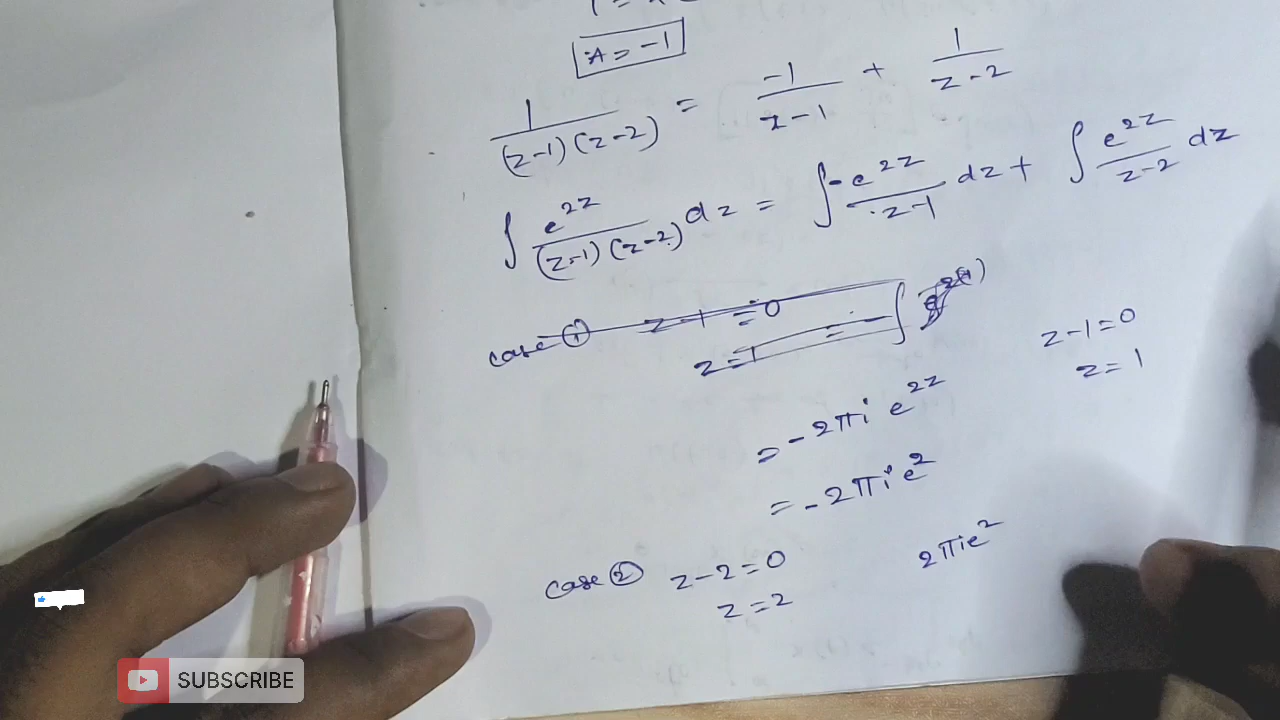 A = -1
1/(z-1)(z-2) = -1/z-1 + 1/z-2
∫ e^2z/(z-1)(z-2) dz = ∫ -e^2z/z-1 dz + ∫ e^2z/z-2 dz
case ① z-1 = 0
z = 1
z-1=0
z= 1
= -2πi e^2z
= -2πi e^2
case ② z-2=0
z=2
2πie^2
SUBSCRIBE